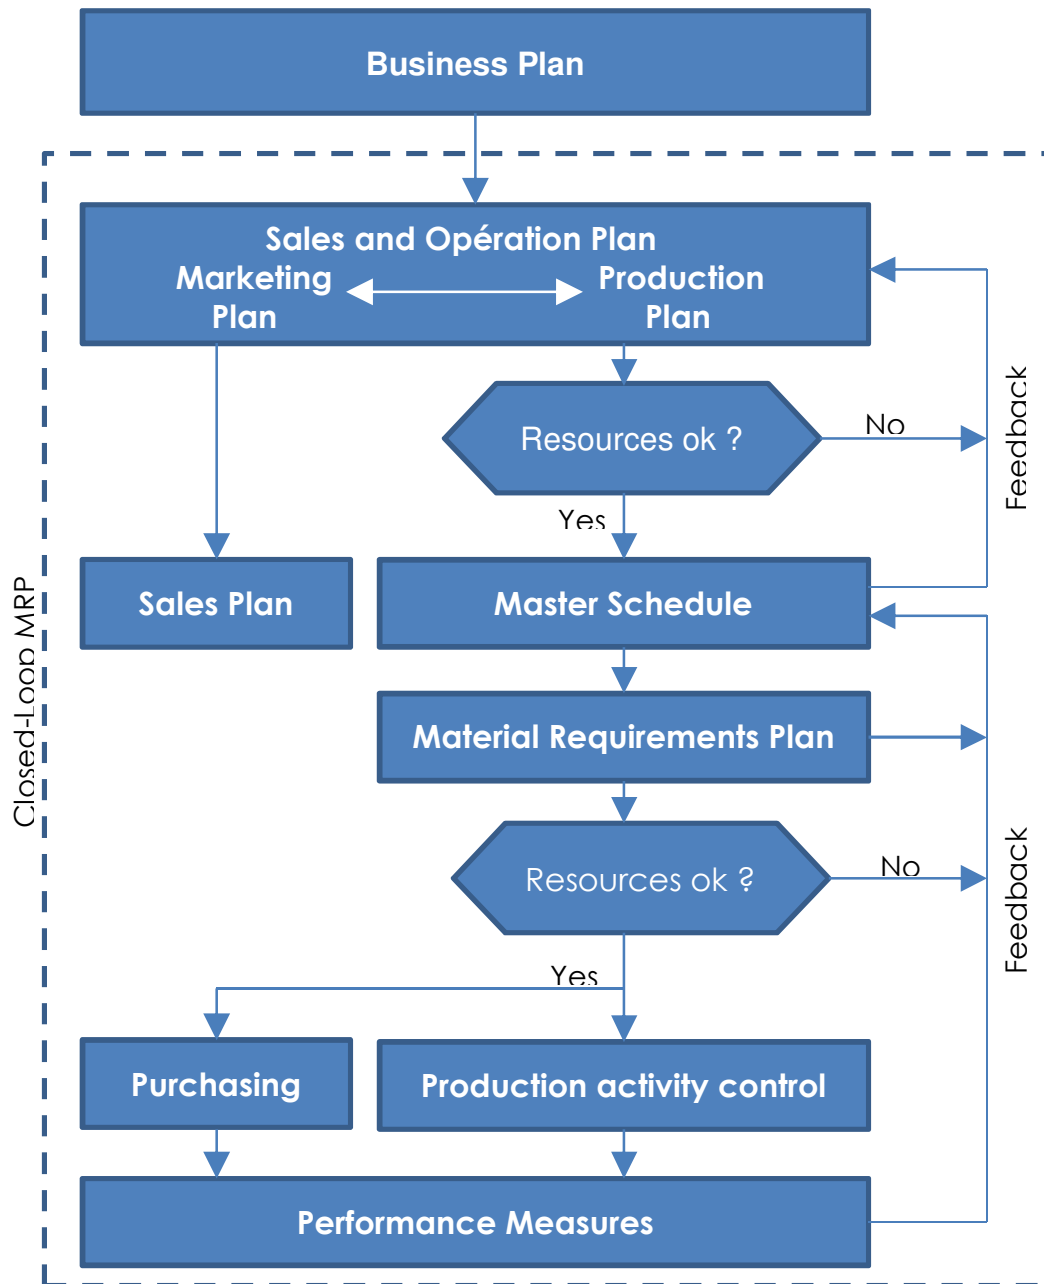 Business Plan
Sales and Opération Plan
Marketing
Plan
Production
Plan
Resources ok ?
No
Feedback
Yes
Sales Plan
Master Schedule
Closed-Loop MRP
Material Requirements Plan
Resources ok ?
No
Feedback
Yes
Purchasing
Production activity control
Performance Measures